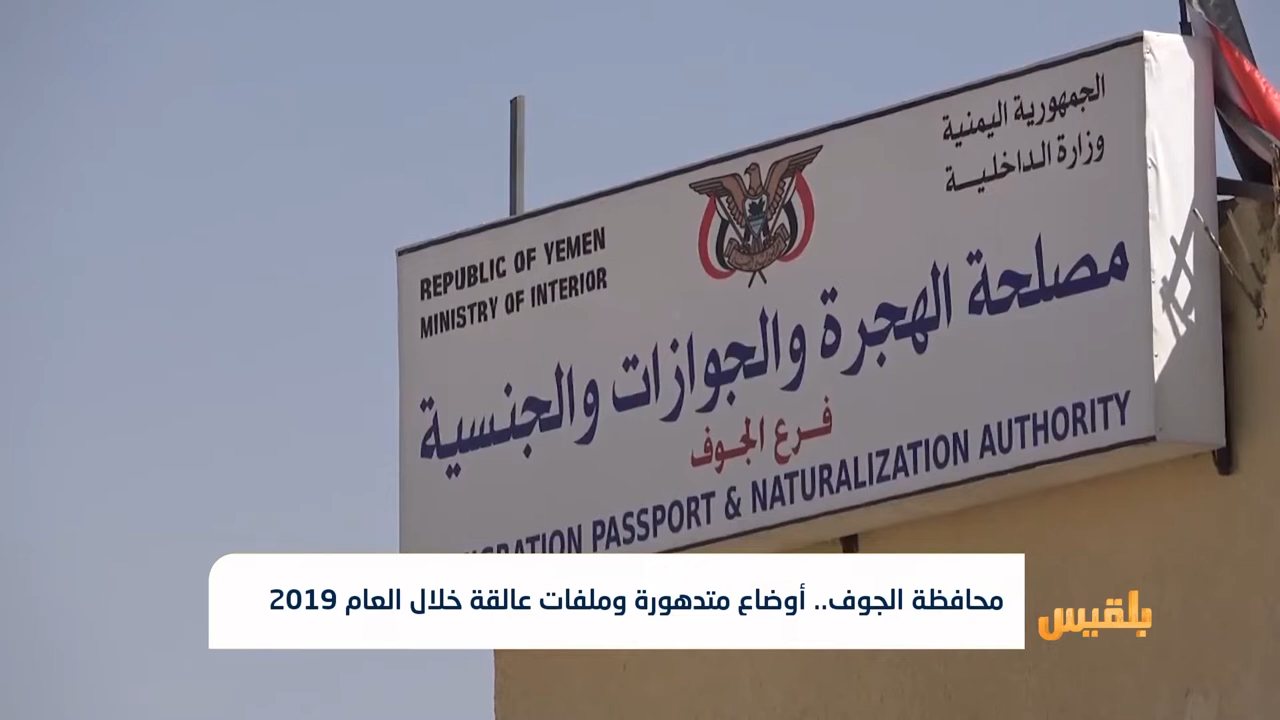 الجمهورية اليمنية
وزارة الداخلية
REPUBLIC OF YEMEN
MINISTRY OF INTERIOR
مصلحة الهجرة والجوازات والجنسية
فرع الجوف
PASSPORT & NATURALIZATION AUTHORITY
محافظة الجوف.. أوضاع متدهورة وملفات عالقة خلال العام 2019
بلقيس